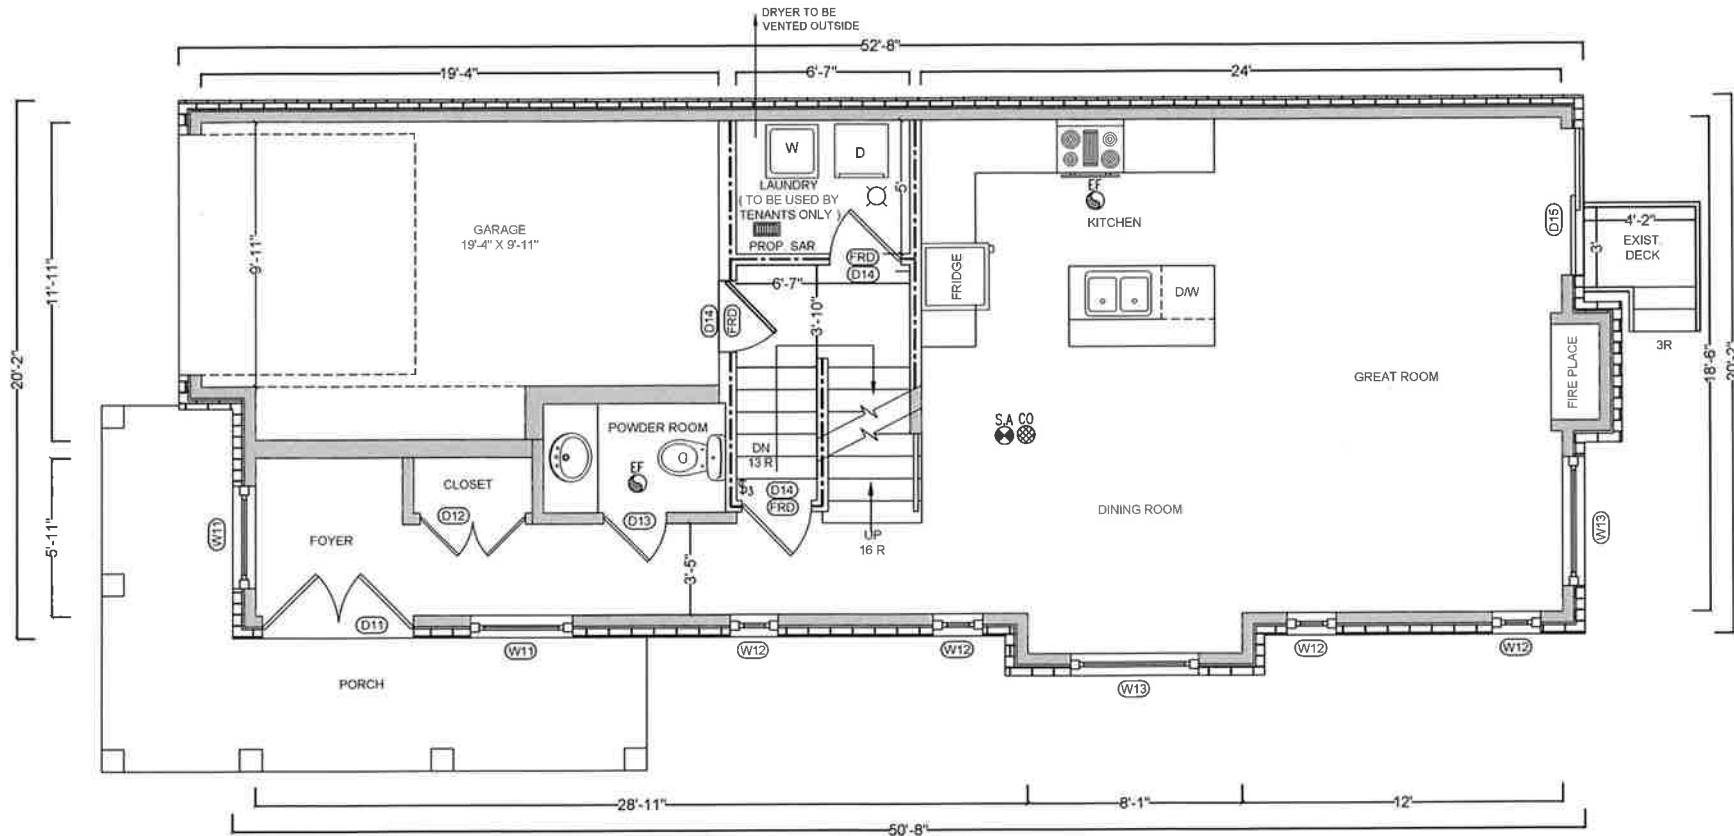 DRYER TO BE
VENTED OUTSIDE
52'-8"
19'-4"
6'-7"
24'
W
D
LAUNDRY
( TO BE USED BY
TENANTS ONLY )
PROP. SAR
5'
EF
KITCHEN
GARAGE
19'-4" X 9'-11"
9'-11"
11'-11"
20'-2"
5'-11"
FRD
D14
6'-7"
3'-10"
D14
FRD
FRIDGE
D/W
D15
4'-2"
3'
EXIST.
DECK
3R
18'-6"
20'-2"
GREAT ROOM
FIRE PLACE
S.A CO
POWDER ROOM
EF
DN
13 R
$3
D14
FRD
UP
16 R
CLOSET
D12
D13
DINING ROOM
W11
FOYER
3'-5"
W13
D11
W11
W12
W12
W13
W12
W12
PORCH
28'-11"
8'-1"
12'
50'-8"